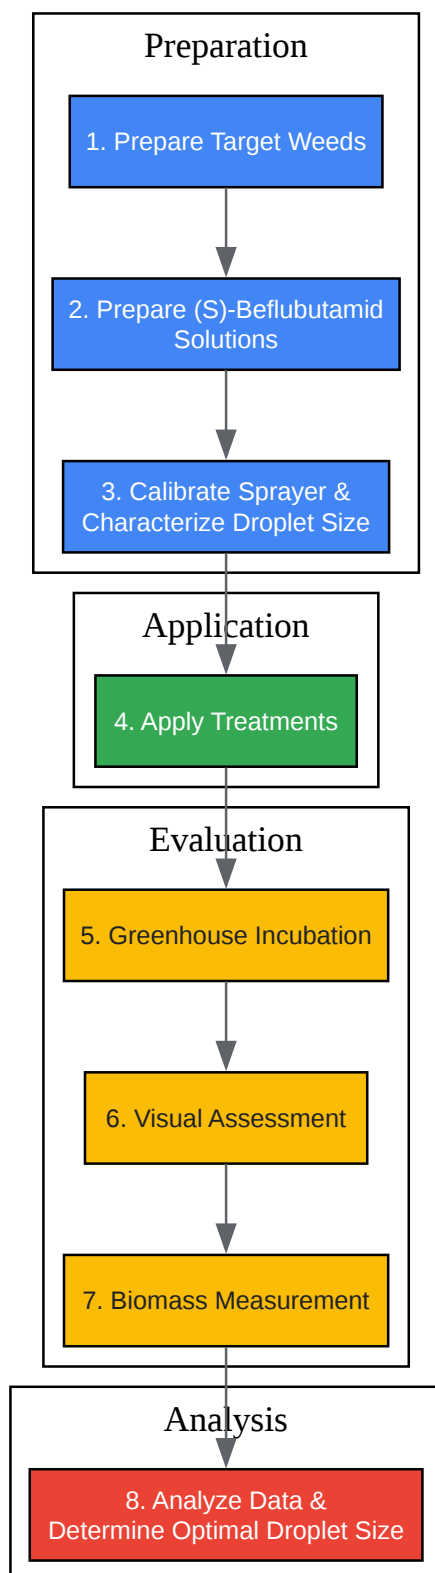 Preparation
1. Prepare Target Weeds
2. Prepare (S)-Beflubutamid
Solutions
3. Calibrate Sprayer &
Characterize Droplet Size
Application
4. Apply Treatments
Evaluation
5. Greenhouse Incubation
6. Visual Assessment
7. Biomass Measurement
Analysis
8. Analyze Data &
Determine Optimal Droplet Size